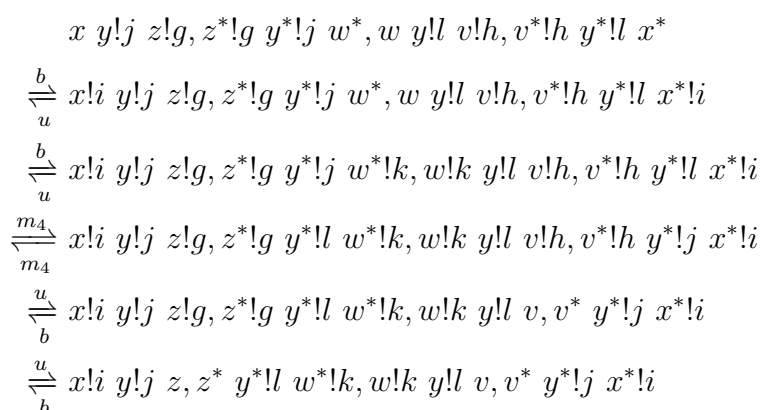 x y!j z!g, z*!g y*!j w*, w y!l v!h, v*!h y*!l x*
b ⇌ u x!i y!j z!g, z*!g y*!j w*, w y!l v!h, v*!h y*!l x*!i
b ⇌ u x!i y!j z!g, z*!g y*!j w*!k, w!k y!l v!h, v*!h y*!l x*!i
m₄ ⇌ m₄ x!i y!j z!g, z*!g y*!l w*!k, w!k y!l v!h, v*!h y*!j x*!i
u ⇌ b x!i y!j z!g, z*!g y*!l w*!k, w!k y!l v, v* y*!j x*!i
u ⇌ b x!i y!j z, z* y*!l w*!k, w!k y!l v, v* y*!j x*!i